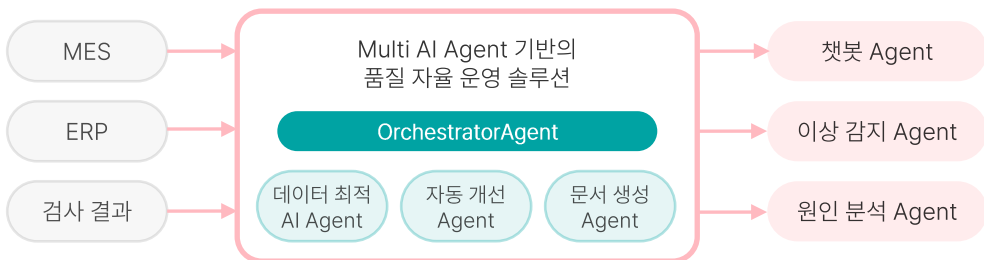 MES
ERP
검사 결과
Multi AI Agent 기반의
품질 자율 운영 솔루션
OrchestratorAgent
데이터 최적
AI Agent
자동 개선
Agent
문서 생성
Agent
챗봇 Agent
이상 감지 Agent
원인 분석 Agent